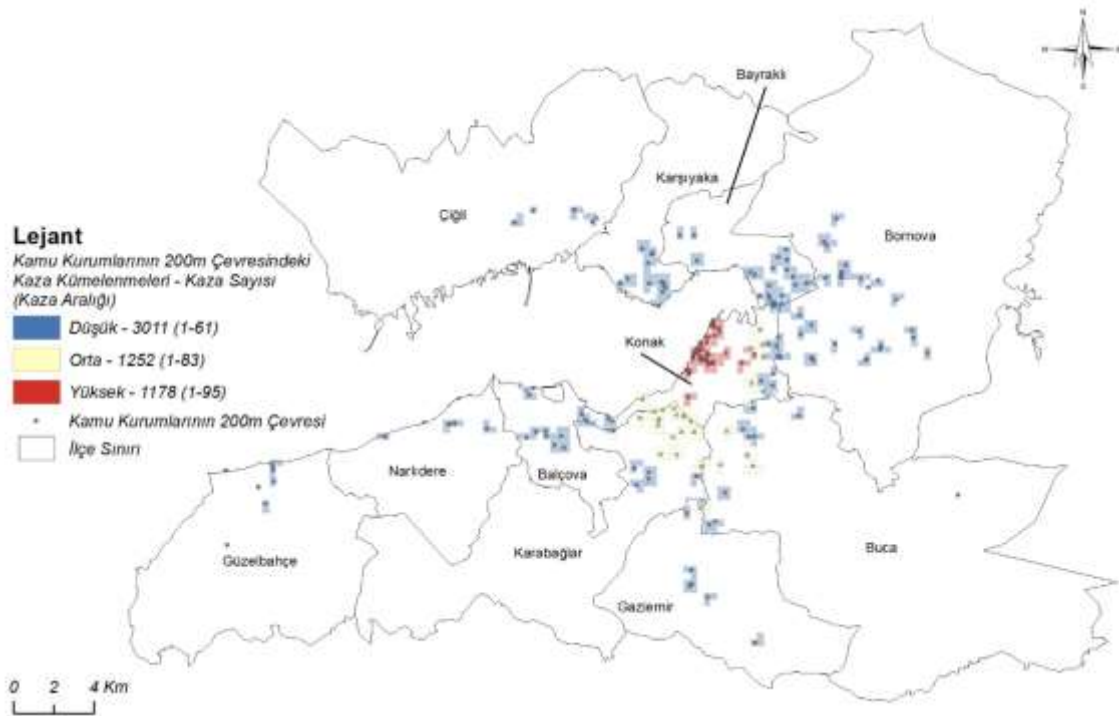 N
Bayraklı
Karşıyaka
Çiğli
Bornova
Lejant
Kamu Kurumlarının 200m Çevresindeki
Kaza Kümelenmeleri - Kaza Sayısı
(Kaza Aralığı)
Düşük - 3011 (1-61)
Orta - 1252 (1-83)
Yüksek - 1178 (1-95)
Kamu Kurumlarının 200m Çevresi
İlçe Sınırı
Konak
Narlıdere
Balçova
Güzelbahçe
Karabağlar
Buca
Gaziemir
0 2 4 Km